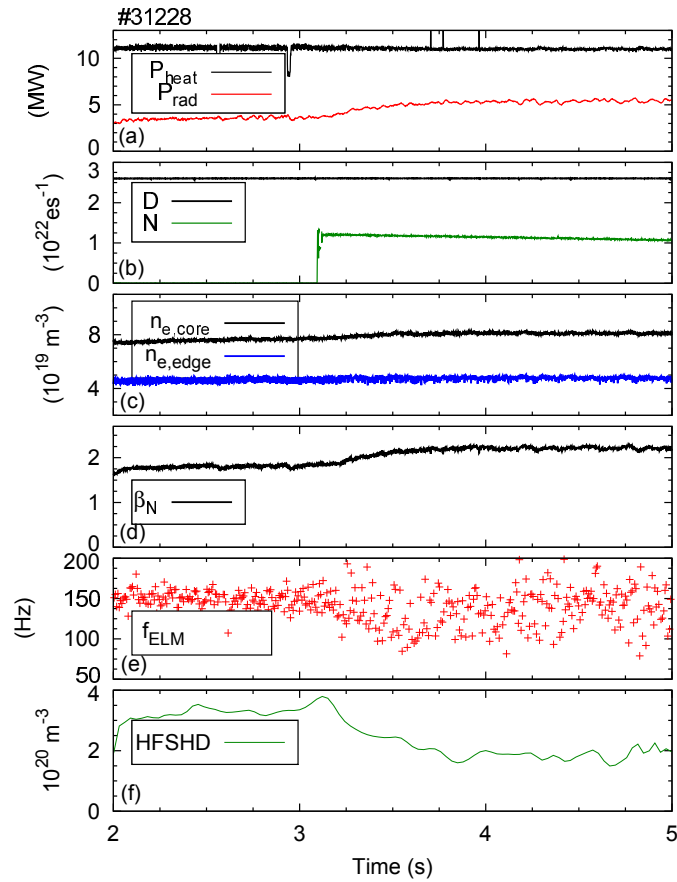 #31228
10
5
0
(MW)
P_heat
P_rad
(a)
3
2
1
0
(10^22 es^-1)
D
N
(b)
8
4
(10^19 m^-3)
n_e,core
n_e,edge
(c)
2
1
0
β_N
(d)
200
150
100
50
(Hz)
f_ELM
(e)
4
2
0
10^20 m^-3
HFSHD
(f)
2
3
4
5
Time (s)